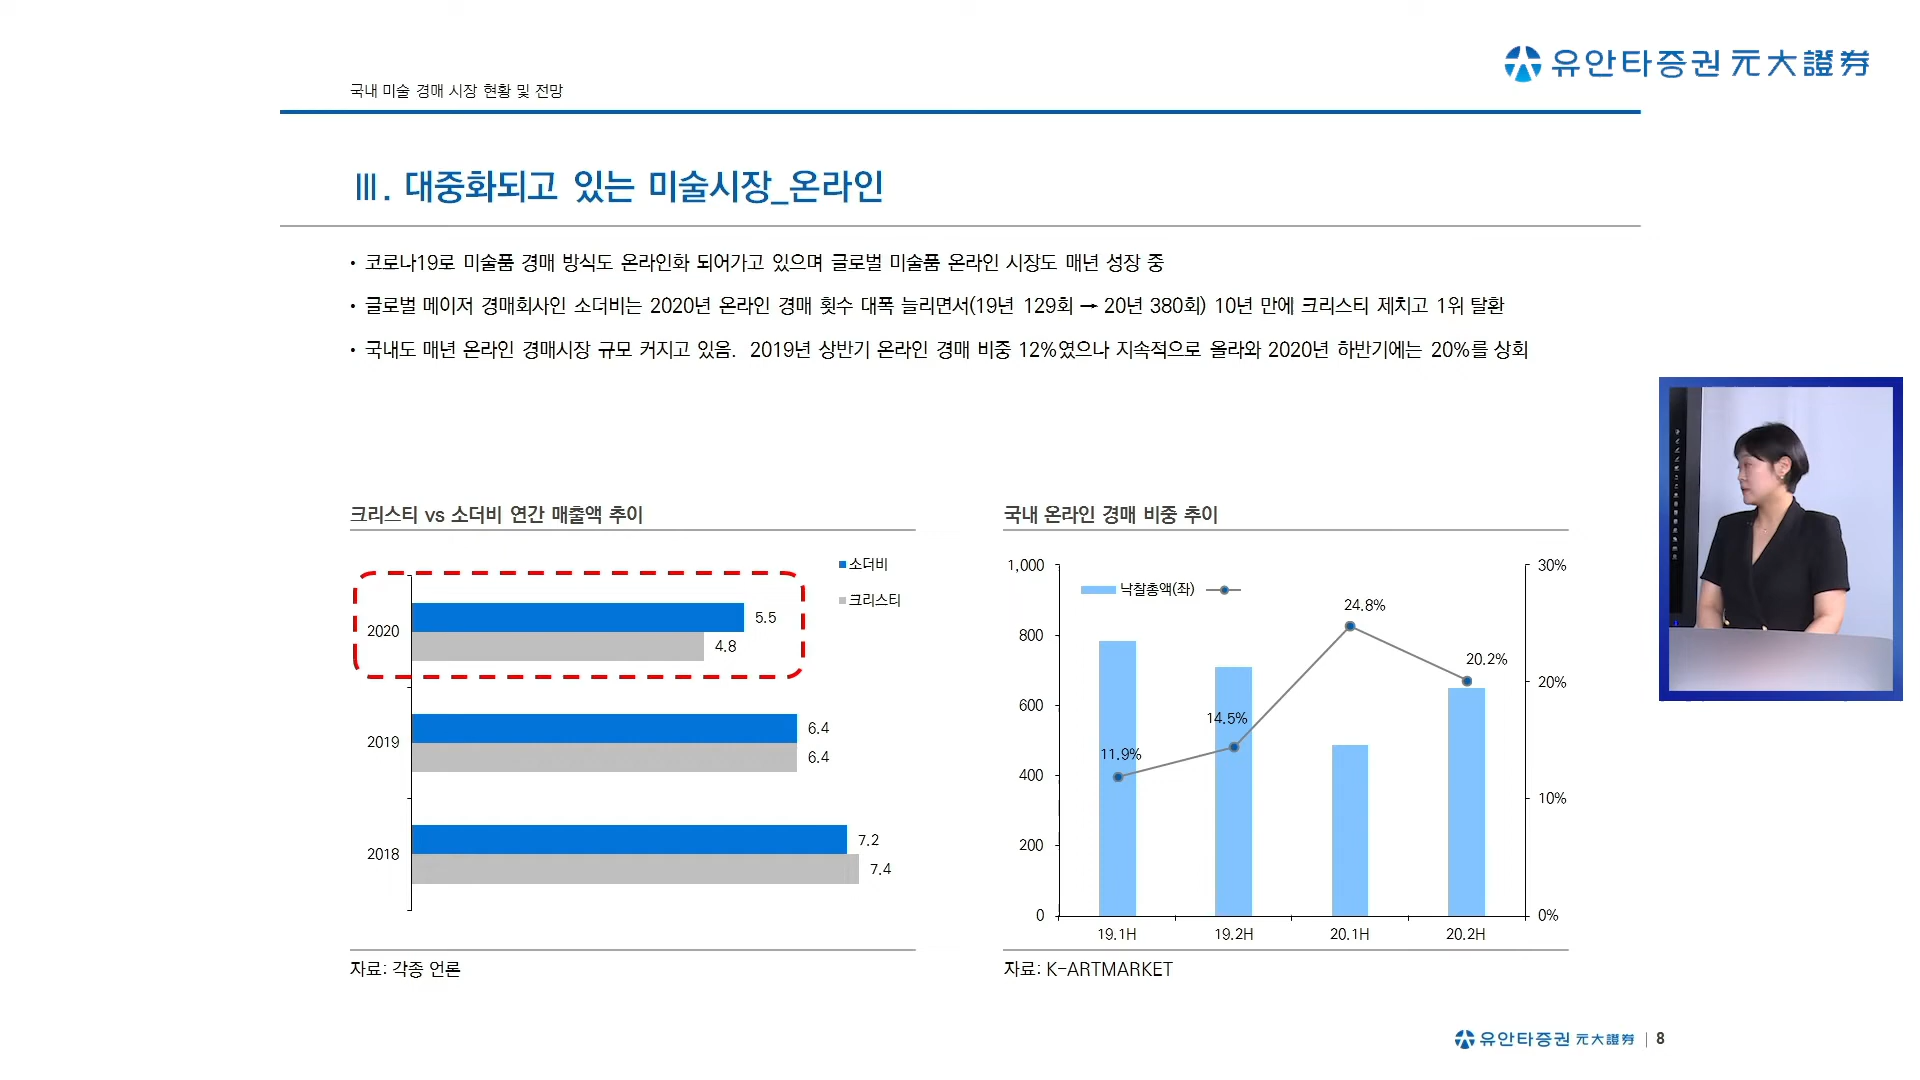 유안타증권 元大證券
국내 미술 경매 시장 현황 및 전망
Ⅲ. 대중화되고 있는 미술시장_온라인
• 코로나19로 미술품 경매 방식도 온라인화 되어가고 있으며 글로벌 미술품 온라인 시장도 매년 성장 중
• 글로벌 메이저 경매회사인 소더비는 2020년 온라인 경매 횟수 대폭 늘리면서(19년 129회 → 20년 380회) 10년 만에 크리스티 제치고 1위 탈환
• 국내도 매년 온라인 경매시장 규모 커지고 있음. 2019년 상반기 온라인 경매 비중 12%였으나 지속적으로 올라와 2020년 하반기에는 20%를 상회
크리스티 vs 소더비 연간 매출액 추이
소더비
크리스티
2020
5.5
4.8
2019
6.4
6.4
2018
7.2
7.4
자료: 각종 언론
국내 온라인 경매 비중 추이
낙찰총액(좌)
1,000
800
600
400
200
0
30%
20%
10%
0%
11.9%
14.5%
24.8%
20.2%
19.1H
19.2H
20.1H
20.2H
자료: K-ARTMARKET
유안타증권 元大證券 | 8